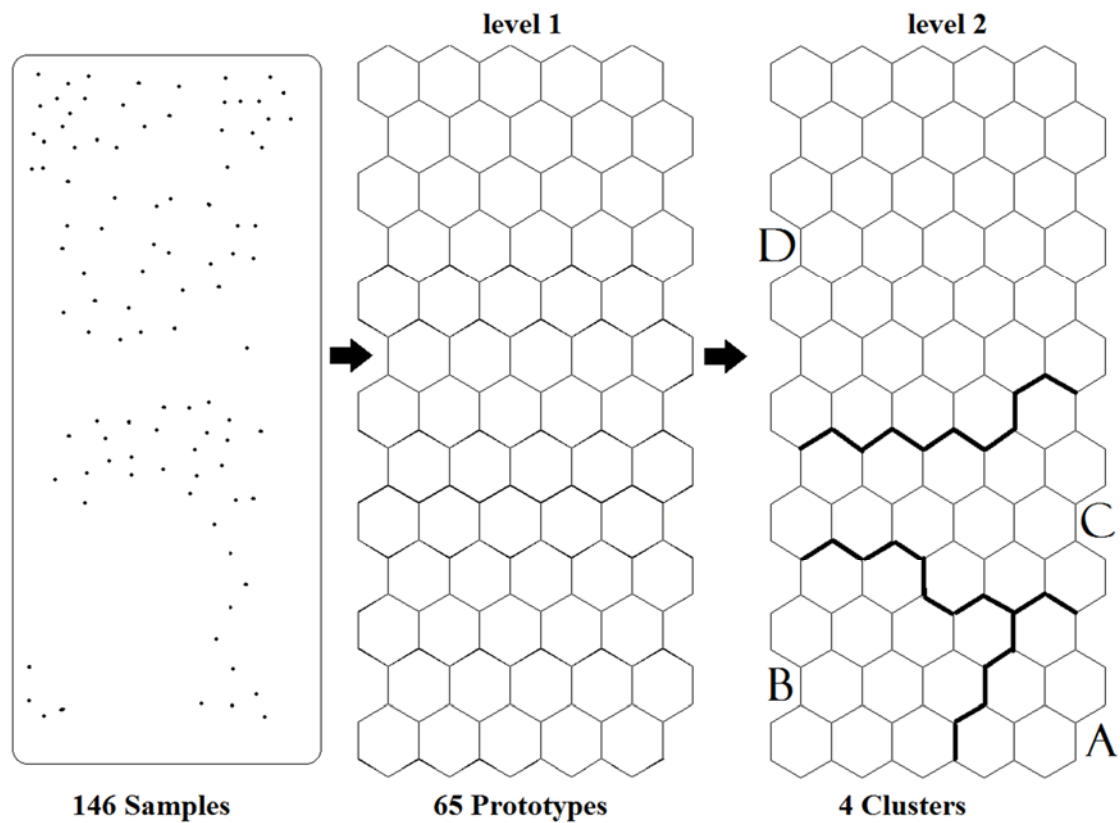 level 1
level 2
D
C
B
A
146 Samples
65 Prototypes
4 Clusters